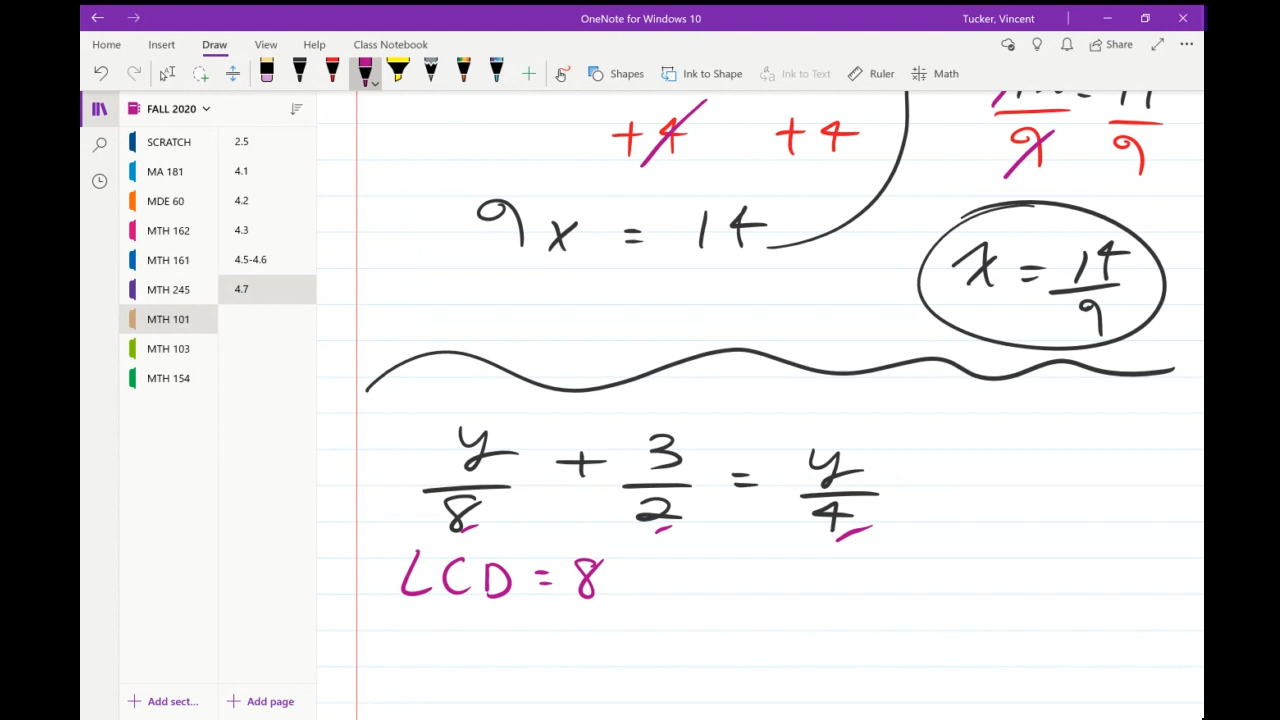 OneNote for Windows 10
Tucker, Vincent
Home Insert Draw View Help Class Notebook
Share
Shapes Ink to Shape Ink to Text Ruler Math
FALL 2020
SCRATCH
MA 181
MDE 60
MTH 162
MTH 161
MTH 245
MTH 101
MTH 103
MTH 154
2.5
4.1
4.2
4.3
4.5-4.6
4.7
Add sect...
Add page
+4 +4
9 9
9x = 14
x = 14/9
y/8 + 3/2 = y/4
LCD = 8